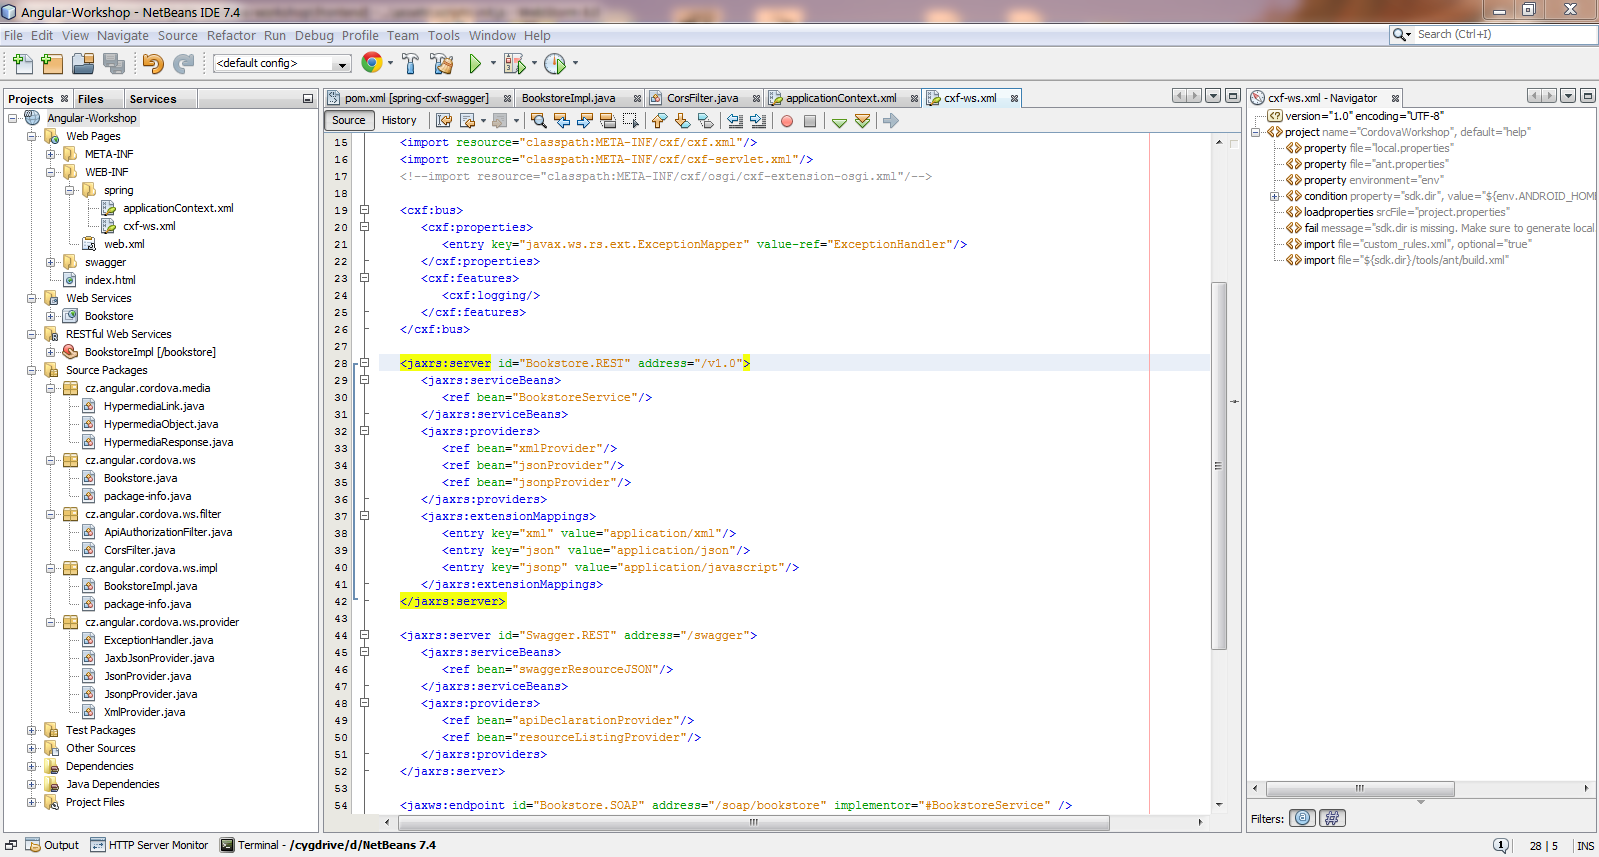 Angular-Workshop - NetBeans IDE 7.4
File Edit View Navigate Source Refactor Run Debug Profile Team Tools Window Help
Search (Ctrl+I)
<default config>
Projects Files Services
Angular-Workshop
Web Pages
META-INF
WEB-INF
spring
applicationContext.xml
cxf-ws.xml
web.xml
swagger
index.html
Web Services
Bookstore
RESTful Web Services
BookstoreImpl [/bookstore]
Source Packages
cz.angular.cordova.media
HypermediaLink.java
HypermediaObject.java
HypermediaResponse.java
cz.angular.cordova.ws
Bookstore.java
package-info.java
cz.angular.cordova.ws.filter
ApiAuthorizationFilter.java
CorsFilter.java
cz.angular.cordova.ws.impl
BookstoreImpl.java
package-info.java
cz.angular.cordova.ws.provider
ExceptionHandler.java
JaxbJsonProvider.java
JsonProvider.java
JsonpProvider.java
XmlProvider.java
Test Packages
Other Sources
Dependencies
Java Dependencies
Project Files
pom.xml [spring-cxf-swagger] BookstoreImpl.java CorsFilter.java applicationContext.xml cxf-ws.xml
Source History
15 <import resource="classpath:META-INF/cxf/cxf.xml"/>
16 <import resource="classpath:META-INF/cxf/cxf-servlet.xml"/>
17 <!--import resource="classpath:META-INF/cxf/osgi/cxf-extension-osgi.xml"/-->
18
19 <cxf:bus>
20 <cxf:properties>
21 <entry key="javax.ws.rs.ext.ExceptionMapper" value-ref="ExceptionHandler"/>
22 </cxf:properties>
23 <cxf:features>
24 <cxf:logging/>
25 </cxf:features>
26 </cxf:bus>
27
28 <jaxrs:server id="Bookstore.REST" address="/v1.0">
29 <jaxrs:serviceBeans>
30 <ref bean="BookstoreService"/>
31 </jaxrs:serviceBeans>
32 <jaxrs:providers>
33 <ref bean="xmlProvider"/>
34 <ref bean="jsonProvider"/>
35 <ref bean="jsonpProvider"/>
36 </jaxrs:providers>
37 <jaxrs:extensionMappings>
38 <entry key="xml" value="application/xml"/>
39 <entry key="json" value="application/json"/>
40 <entry key="jsonp" value="application/javascript"/>
41 </jaxrs:extensionMappings>
42 </jaxrs:server>
43
44 <jaxrs:server id="Swagger.REST" address="/swagger">
45 <jaxrs:serviceBeans>
46 <ref bean="swaggerResourceJSON"/>
47 </jaxrs:serviceBeans>
48 <jaxrs:providers>
49 <ref bean="apiDeclarationProvider"/>
50 <ref bean="resourceListingProvider"/>
51 </jaxrs:providers>
52 </jaxrs:server>
53
54 <jaxws:endpoint id="Bookstore.SOAP" address="/soap/bookstore" implementor="#BookstoreService" />
cxf-ws.xml - Navigator
version="1.0" encoding="UTF-8"
project name="CordovaWorkshop", default="help"
property file="local.properties"
property file="ant.properties"
property environment="env"
condition property="sdk.dir", value="${env.ANDROID_HOM
loadproperties srcFile="project.properties"
fail message="sdk.dir is missing. Make sure to generate local.
import file="custom_rules.xml", optional="true"
import file="${sdk.dir}/tools/ant/build.xml"
Filters:
Output HTTP Server Monitor Terminal - /cygdrive/d/NetBeans 7.4
1 28 | 5 INS